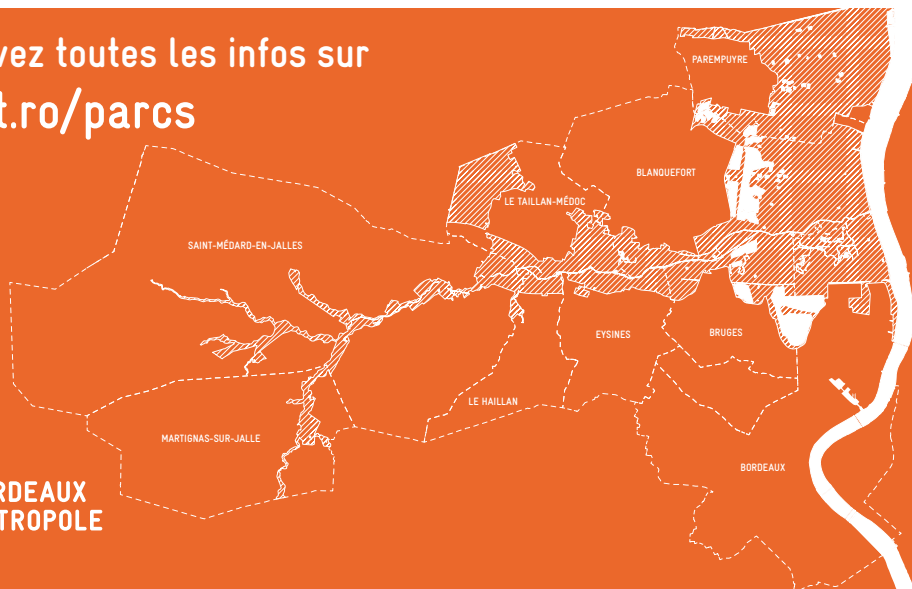 vez toutes les infos sur
t.ro/parcs
PAREMPUYRE
BLANQUEFORT
LE TAILLAN-MÉDOC
SAINT-MÉDARD-EN-JALLES
EYSINES
BRUGES
LE HAILLAN
MARTIGNAS-SUR-JALLE
BORDEAUX
RDEAUX
TROPOLE